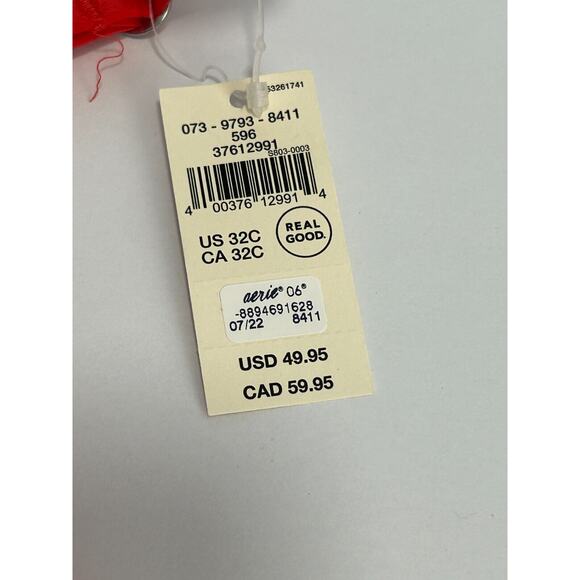 53261741
073 - 9793 - 8411
596
37612991
S803-0003
4 00376 12991 4
US 32C
CA 32C
REAL
GOOD.
aerie® 06®
-8894691628
07/22 8411
USD 49.95
CAD 59.95